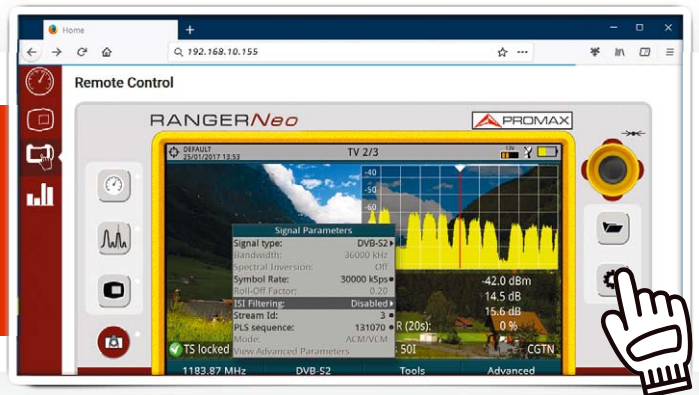 Home
192.168.10.155
Remote Control
RANGERNeo
PROMAX
DEFAULT
25/01/2017 13:53
TV 2/3
13V
-40
-50
-60
Signal Parameters
Signal type: DVB-S2
Bandwidth: 36000 kHz
Spectral Inversion: Off
Symbol Rate: 30000 kSps
Roll-Off Factor: 0.20
ISI Filtering: Disabled
Stream Id: 3
PLS sequence: 131070
Mode: ACM/VCM
View Advanced Parameters
-42.0 dBm
14.5 dB
15.6 dB
R (20s): 0 %
TS locked
50I
CGTN
1183.87 MHz DVB-S2 Tools Advanced